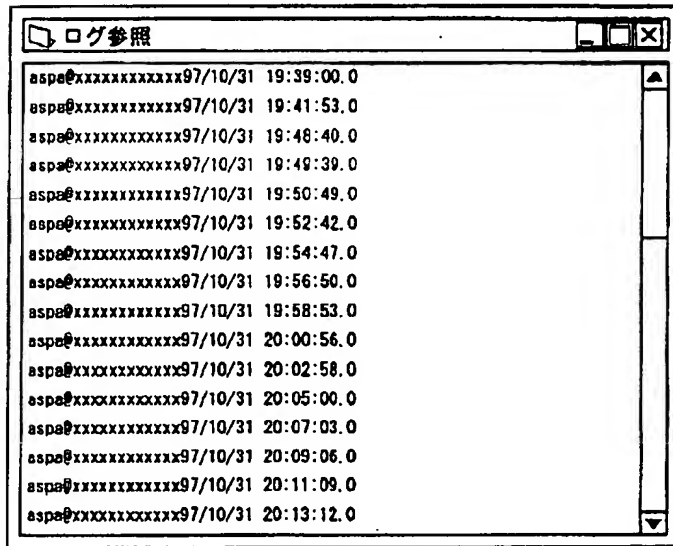 ログ参照
aspa@xxxxxxxxxxxx97/10/31 19:39:00.0
aspa@xxxxxxxxxxxx97/10/31 19:41:53.0
aspa@xxxxxxxxxxxx97/10/31 19:48:40.0
aspa@xxxxxxxxxxxx97/10/31 19:49:39.0
aspa@xxxxxxxxxxxx97/10/31 19:50:49.0
aspa@xxxxxxxxxxxx97/10/31 19:52:42.0
aspa@xxxxxxxxxxxx97/10/31 19:54:47.0
aspa@xxxxxxxxxxxx97/10/31 19:56:50.0
aspa@xxxxxxxxxxxx97/10/31 19:58:53.0
aspa@xxxxxxxxxxxx97/10/31 20:00:56.0
aspa@xxxxxxxxxxxx97/10/31 20:02:58.0
aspa@xxxxxxxxxxxx97/10/31 20:05:00.0
aspa@xxxxxxxxxxxx97/10/31 20:07:03.0
aspa@xxxxxxxxxxxx97/10/31 20:09:06.0
aspa@xxxxxxxxxxxx97/10/31 20:11:09.0
aspa@xxxxxxxxxxxx97/10/31 20:13:12.0